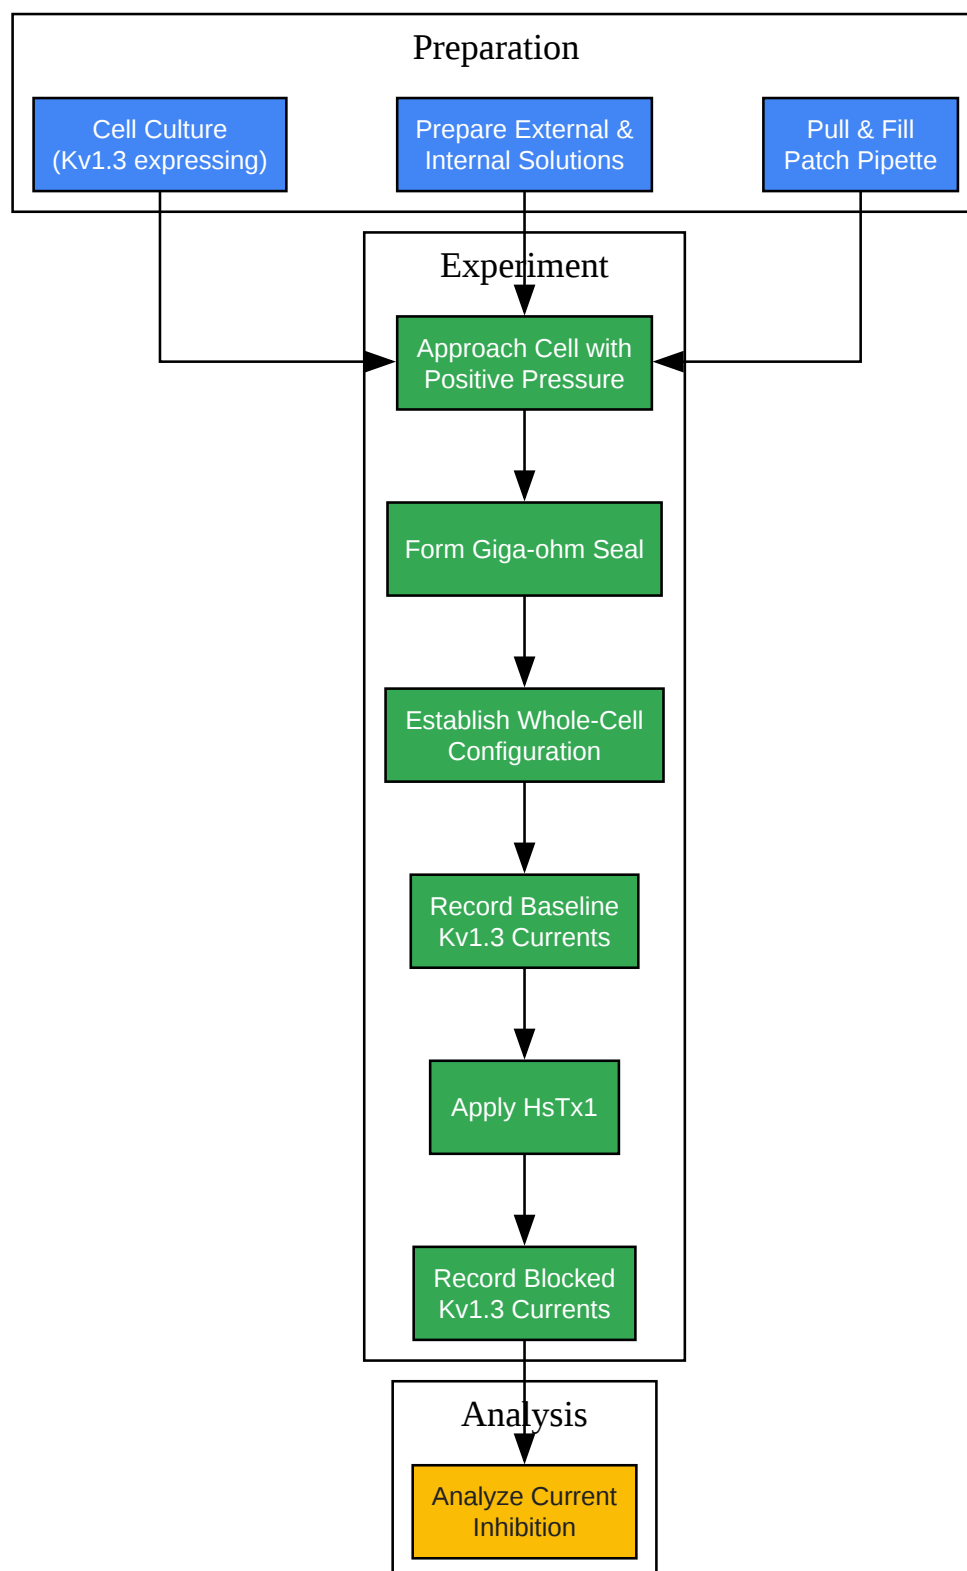 Preparation
Cell Culture
(Kv1.3 expressing)
Prepare External &
Internal Solutions
Pull & Fill
Patch Pipette
Experiment
Approach Cell with
Positive Pressure
Form Giga-ohm Seal
Establish Whole-Cell
Configuration
Record Baseline
Kv1.3 Currents
Apply HsTx1
Record Blocked
Kv1.3 Currents
Analysis
Analyze Current
Inhibition